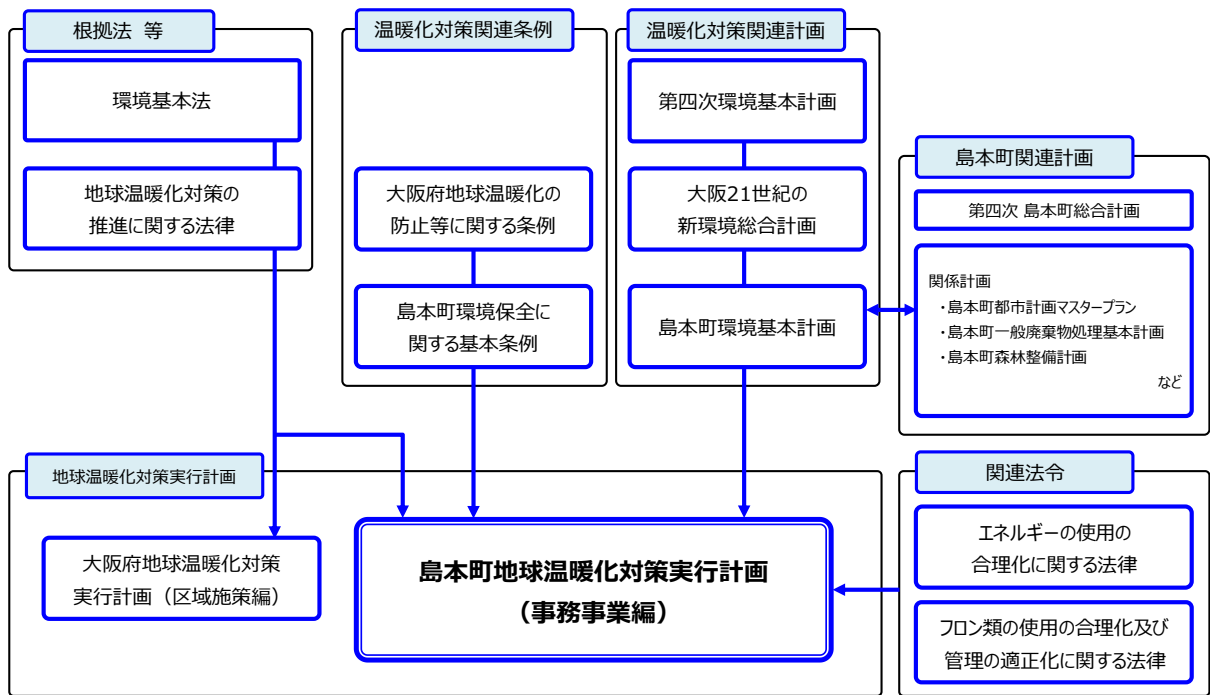 根拠法 等
環境基本法
地球温暖化対策の
推進に関する法律
温暖化対策関連条例
大阪府地球温暖化の
防止等に関する条例
島本町環境保全に
関する基本条例
温暖化対策関連計画
第四次環境基本計画
大阪21世紀の
新環境総合計画
島本町環境基本計画
島本町関連計画
第四次 島本町総合計画
関係計画
・島本町都市計画マスタープラン
・島本町一般廃棄物処理基本計画
・島本町森林整備計画
など
地球温暖化対策実行計画
大阪府地球温暖化対策
実行計画（区域施策編）
島本町地球温暖化対策実行計画
（事務事業編）
関連法令
エネルギーの使用の
合理化に関する法律
フロン類の使用の合理化及び
管理の適正化に関する法律